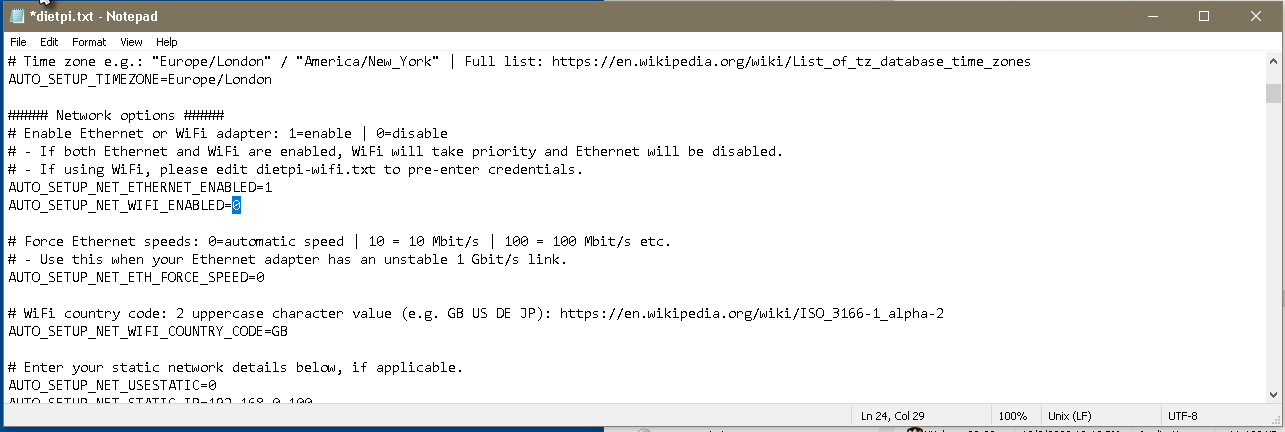 *dietpi.txt - Notepad
File Edit Format View Help
# Time zone e.g.: "Europe/London" / "America/New_York" | Full list: https://en.wikipedia.org/wiki/List_of_tz_database_time_zones
AUTO_SETUP_TIMEZONE=Europe/London
##### Network options #####
# Enable Ethernet or WiFi adapter: 1=enable | 0=disable
# - If both Ethernet and WiFi are enabled, WiFi will take priority and Ethernet will be disabled.
# - If using WiFi, please edit dietpi-wifi.txt to pre-enter credentials.
AUTO_SETUP_NET_ETHERNET_ENABLED=1
AUTO_SETUP_NET_WIFI_ENABLED=0
# Force Ethernet speeds: 0=automatic speed | 10 = 10 Mbit/s | 100 = 100 Mbit/s etc.
# - Use this when your Ethernet adapter has an unstable 1 Gbit/s link.
AUTO_SETUP_NET_ETH_FORCE_SPEED=0
# WiFi country code: 2 uppercase character value (e.g. GB US DE JP): https://en.wikipedia.org/wiki/ISO_3166-1_alpha-2
AUTO_SETUP_NET_WIFI_COUNTRY_CODE=GB
# Enter your static network details below, if applicable.
AUTO_SETUP_NET_USESTATIC=0
AUTO_SETUP_NET_STATIC_IP=192.168.0.100
Ln 24, Col 29 100% Unix (LF) UTF-8